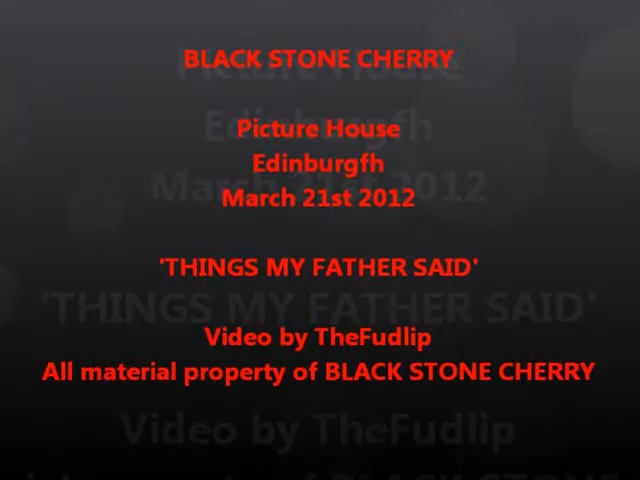 BLACK STONE CHERRY
Picture House
Edinburgfh
March 21st 2012
'THINGS MY FATHER SAID'
Video by TheFudlip
All material property of BLACK STONE CHERRY